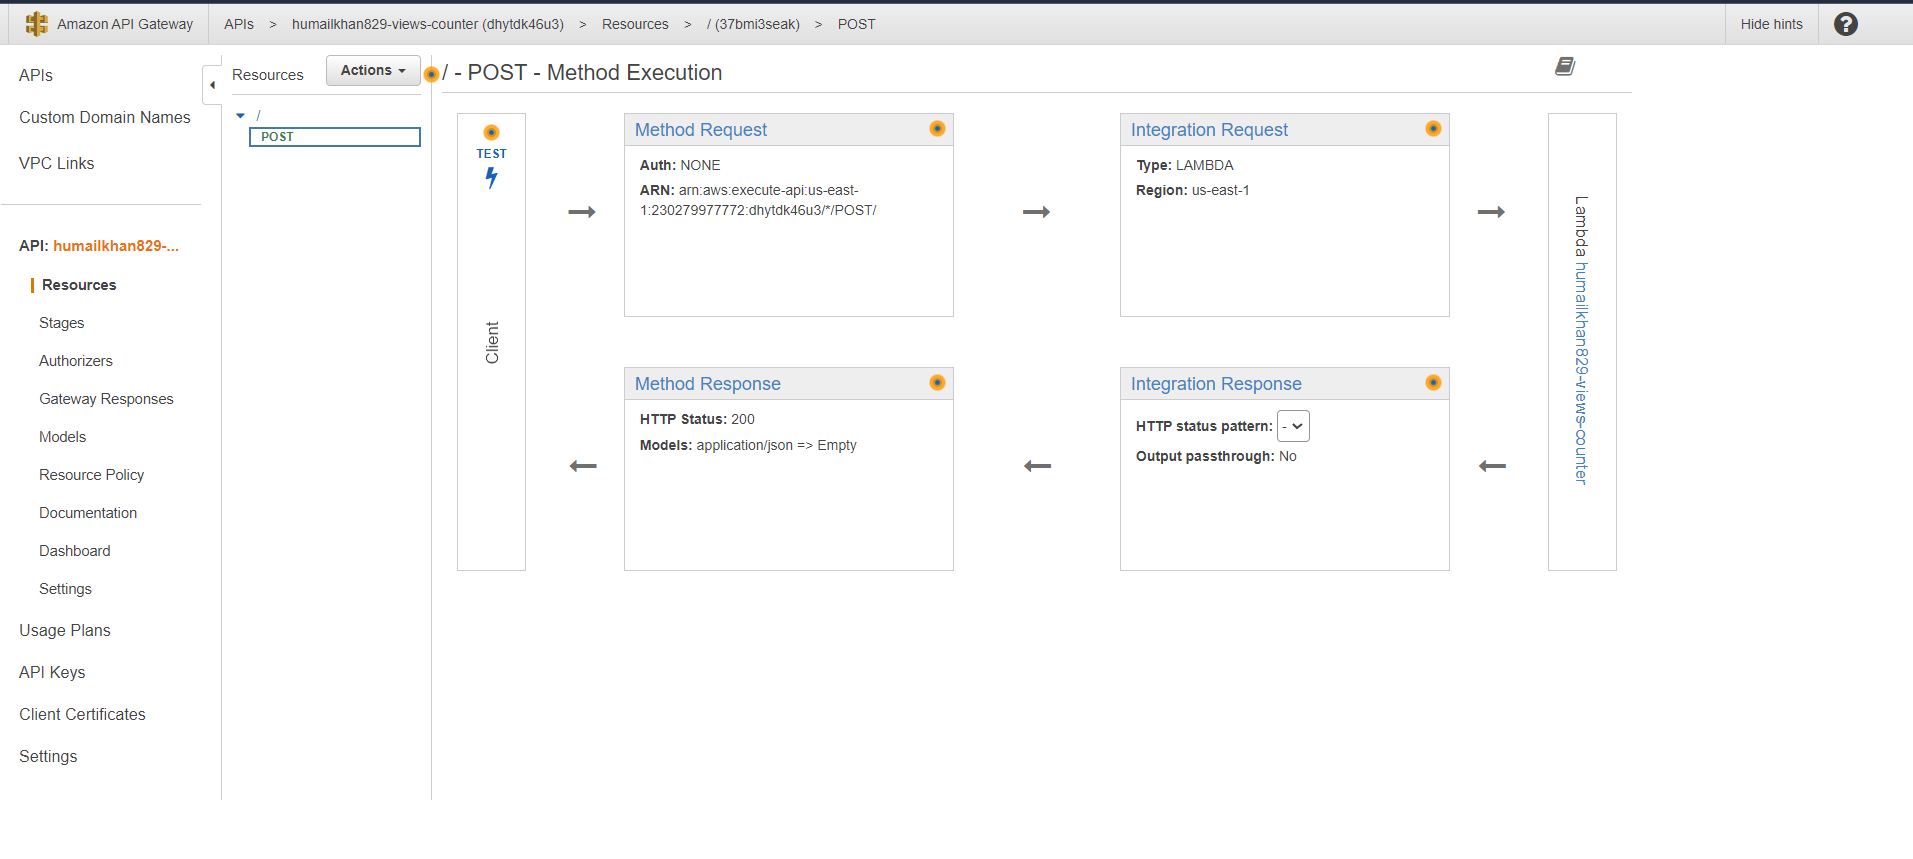 Amazon API Gateway
APIs > humailkhan829-views-counter (dhytdk46u3) > Resources > / (37bmi3seak) > POST
Hide hints
?
APIs
Custom Domain Names
VPC Links
API: humailkhan829-...
Resources
Stages
Authorizers
Gateway Responses
Models
Resource Policy
Documentation
Dashboard
Settings
Usage Plans
API Keys
Client Certificates
Settings
Resources
Actions
/
POST
/ - POST - Method Execution
TEST
Client
Method Request
Auth: NONE
ARN: arn:aws:execute-api:us-east-
1:230279977772:dhytdk46u3/*/POST/
Integration Request
Type: LAMBDA
Region: us-east-1
Lambda humailkhan829-views-counter
Method Response
HTTP Status: 200
Models: application/json => Empty
Integration Response
HTTP status pattern: -
Output passthrough: No